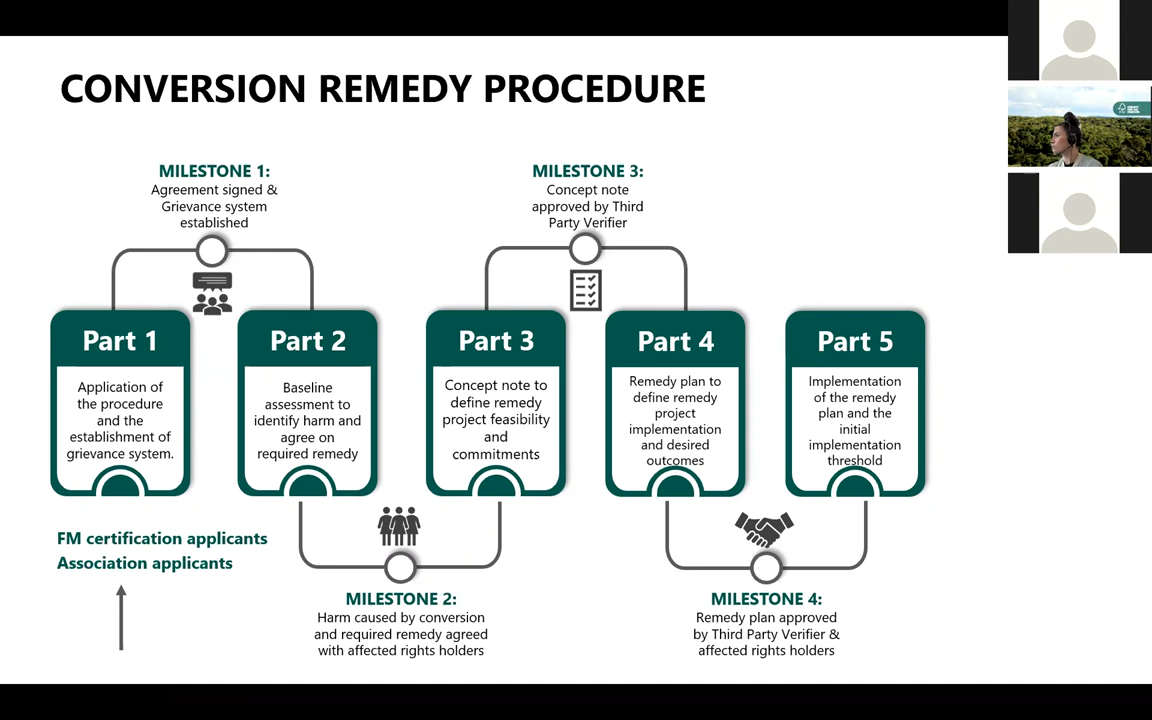 CONVERSION REMEDY PROCEDURE
MILESTONE 1:
Agreement signed &
Grievance system
established
MILESTONE 3:
Concept note
approved by Third
Party Verifier
Part 1
Application of
the procedure
and the
establishment of
grievance system.
Part 2
Baseline
assessment to
identify harm and
agree on
required remedy
Part 3
Concept note to
define remedy
project feasibility
and
commitments
Part 4
Remedy plan to
define remedy
project
implementation
and desired
outcomes
Part 5
Implementation
of the remedy
plan and the
initial
implementation
threshold
FM certification applicants
Association applicants
MILESTONE 2:
Harm caused by conversion
and required remedy agreed
with affected rights holders
MILESTONE 4:
Remedy plan approved
by Third Party Verifier &
affected rights holders